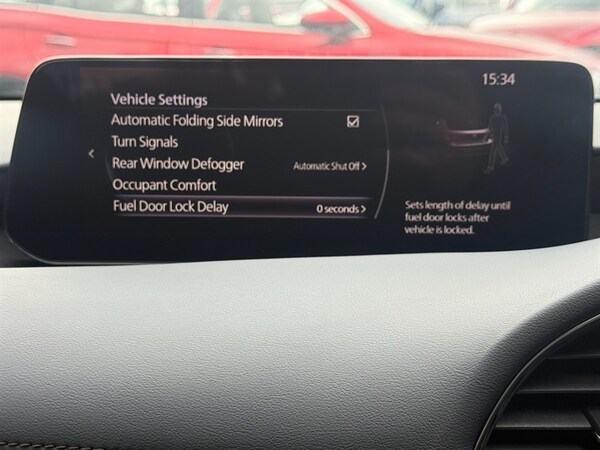 15:34
Vehicle Settings
Automatic Folding Side Mirrors
Turn Signals
Rear Window Defogger Automatic Shut Off >
Occupant Comfort
Fuel Door Lock Delay 0 seconds >
Sets length of delay until
fuel door locks after
vehicle is locked.